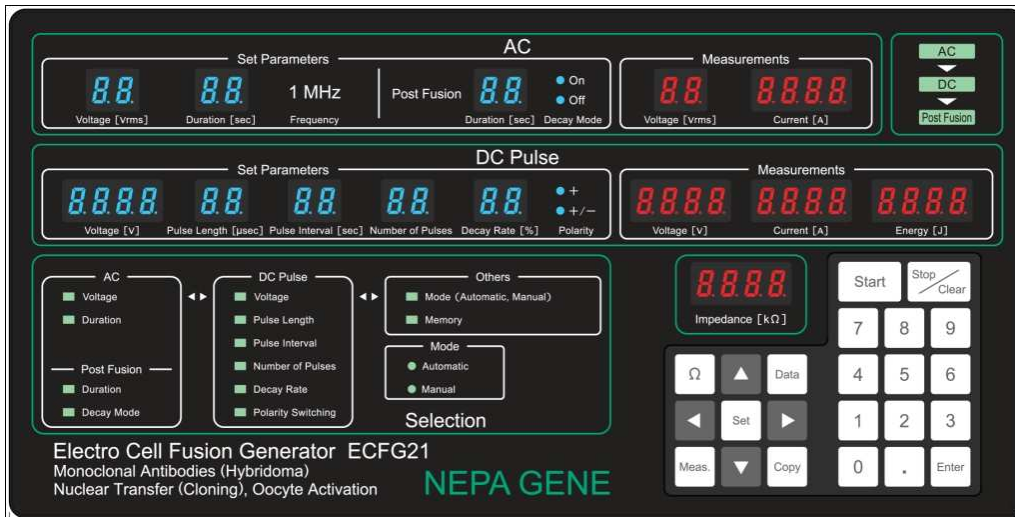 AC
Set Parameters
Measurements
8.8.
8.8.
1 MHz
Post Fusion
8.8.
On
Off
8.8.
8.8.8.8.
Voltage [Vrms]
Duration [sec]
Frequency
Duration [sec]
Decay Mode
Voltage [Vrms]
Current [A]
AC
DC
Post Fusion
DC Pulse
Set Parameters
Measurements
8.8.8.8.
8.8.
8.8.
8.8.
8.8.
+
+/−
8.8.8.8.
8.8.8.8.
8.8.8.8.
Voltage [V]
Pulse Length [μsec]
Pulse Interval [sec]
Number of Pulses
Decay Rate [%]
Polarity
Voltage [V]
Current [A]
Energy [J]
AC
Voltage
Duration
Post Fusion
Duration
Decay Mode
DC Pulse
Voltage
Pulse Length
Pulse Interval
Number of Pulses
Decay Rate
Polarity Switching
Others
Mode (Automatic, Manual)
Memory
Mode
Automatic
Manual
Selection
8.8.8.8.
Impedance [kΩ]
Start
Stop/Clear
7 8 9
Ω Data 4 5 6
Set 1 2 3
Meas. Copy 0 . Enter
Electro Cell Fusion Generator ECFG21
Monoclonal Antibodies (Hybridoma)
Nuclear Transfer (Cloning), Oocyte Activation
NEPA GENE